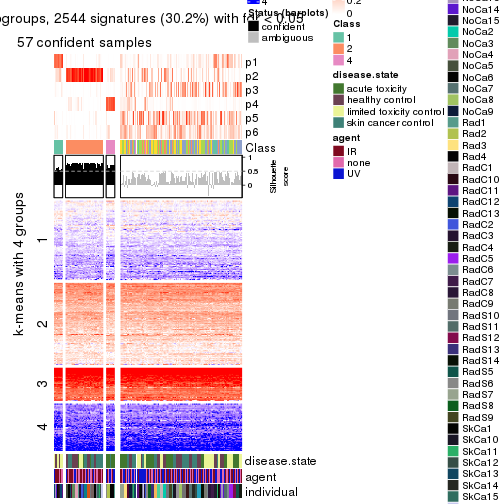 ogroups, 2544 signatures (30.2%) with fdr < 0.05
57 confident samples
p1
p2
p3
p4
p5
p6
Class
1
0.5
0
Silhouette
score
k-means with 4 groups
1
2
3
4
disease.state
agent
individual
4
Status (barplots)
confident
ambiguous
0.2
0
Class
1
2
4
disease.state
acute toxicity
healthy control
limited toxicity control
skin cancer control
agent
IR
none
UV
NoCa14
NoCa15
NoCa2
NoCa3
NoCa4
NoCa5
NoCa6
NoCa7
NoCa8
NoCa9
Rad1
Rad2
Rad3
Rad4
RadC1
RadC10
RadC11
RadC12
RadC13
RadC2
RadC3
RadC4
RadC5
RadC6
RadC7
RadC8
RadC9
RadS10
RadS11
RadS12
RadS13
RadS14
RadS5
RadS6
RadS7
RadS8
RadS9
SkCa1
SkCa10
SkCa11
SkCa12
SkCa13
SkCa14
SkCa15